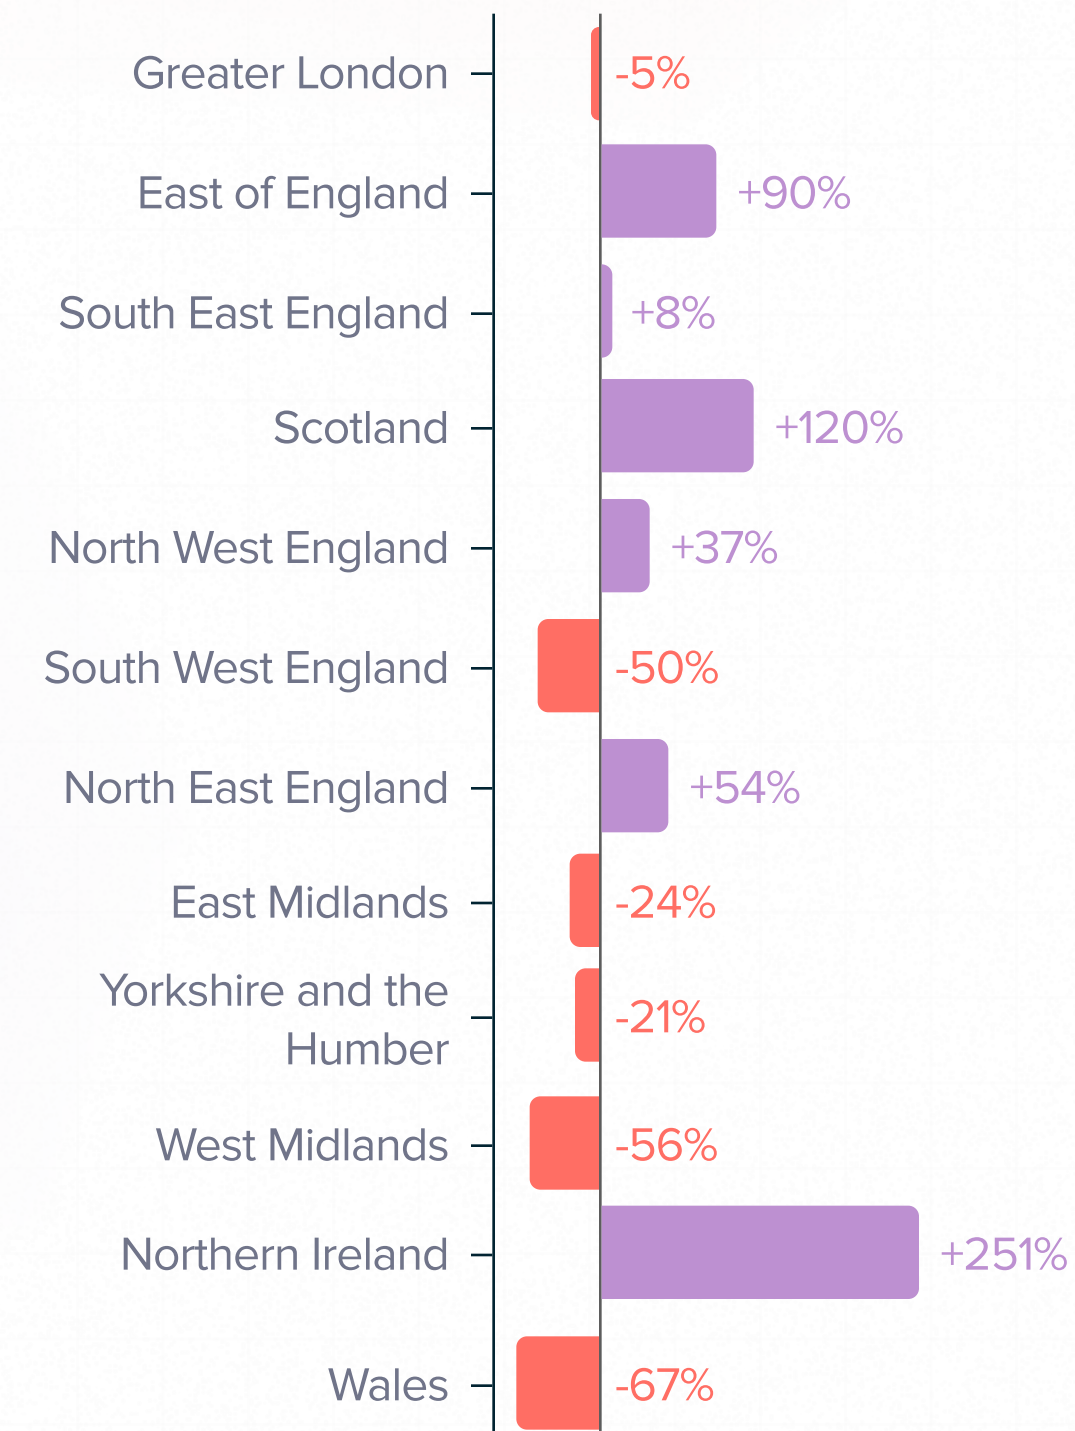 Greater London -5%
East of England +90%
South East England +8%
Scotland +120%
North West England +37%
South West England -50%
North East England +54%
East Midlands -24%
Yorkshire and the
Humber -21%
West Midlands -56%
Northern Ireland +251%
Wales -67%